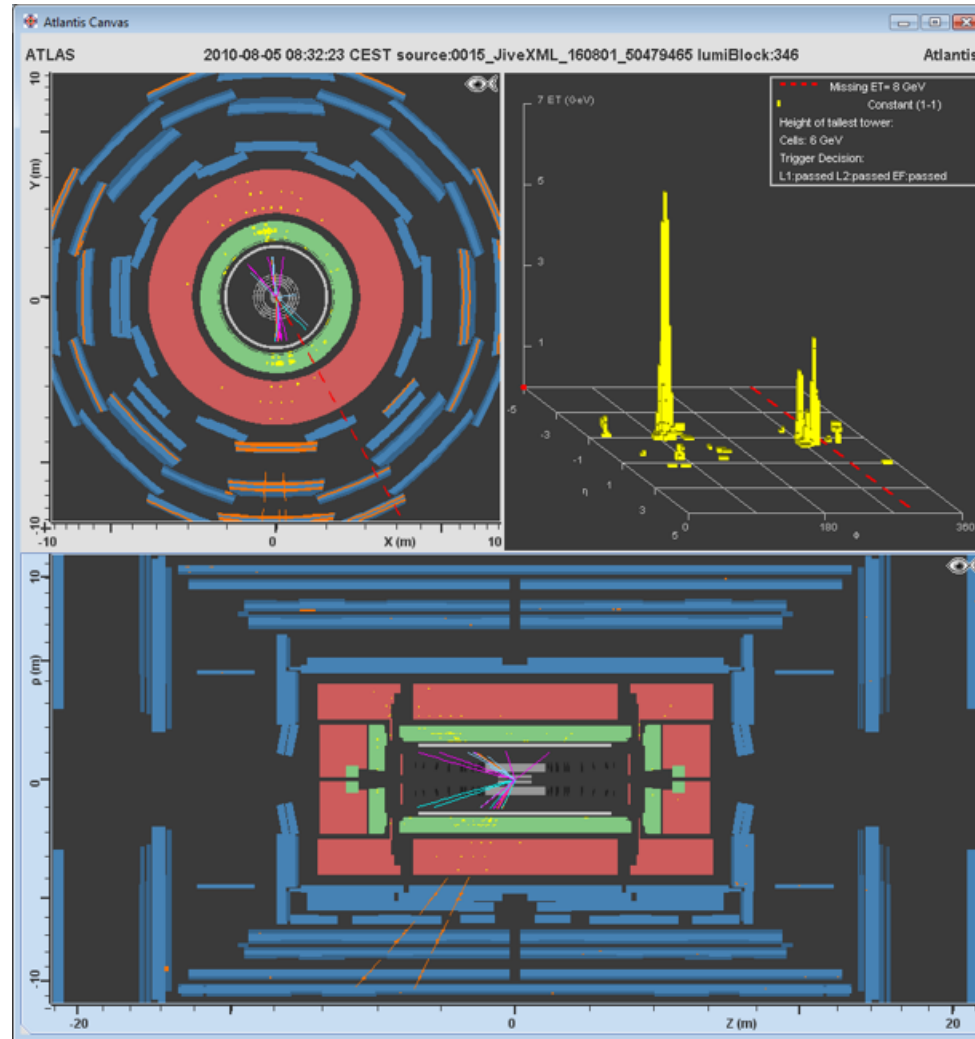 Atlantis Canvas
ATLAS 2010-08-05 08:32:23 CEST source:0015_JiveXML_160801_50479465 lumiBlock:346 Atlantis
10
Y (m)
0
-10
-10 0 X (m) 10
7 ET (GeV)
5
3
1
-5
-3
-1
η 1
3
5
0 180 Φ 360
Missing ET= 8 GeV
Constant (1-1)
Height of tallest tower:
Cells: 6 GeV
Trigger Decision:
L1:passed L2:passed EF:passed
10
ρ (m)
0
-10
-20 0 Z (m) 20